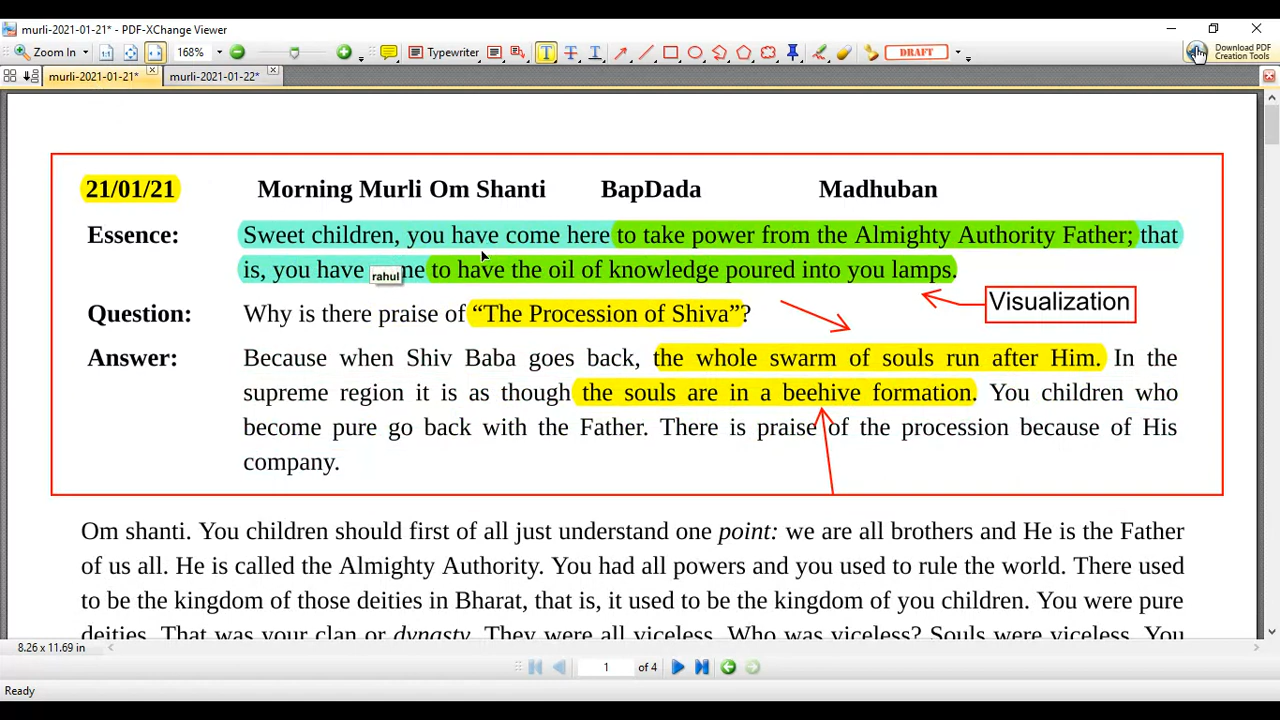 murli-2021-01-21* - PDF-XChange Viewer
Zoom In 168% Typewriter DRAFT Download PDF
Creation Tools
murli-2021-01-21* murli-2021-01-22*
21/01/21 Morning Murli Om Shanti BapDada Madhuban
Essence: Sweet children, you have come here to take power from the Almighty Authority Father; that
is, you have me to have the oil of knowledge poured into you lamps.
rahul
Visualization
Question: Why is there praise of “The Procession of Shiva”?
Answer: Because when Shiv Baba goes back, the whole swarm of souls run after Him. In the
supreme region it is as though the souls are in a beehive formation. You children who
become pure go back with the Father. There is praise of the procession because of His
company.
Om shanti. You children should first of all just understand one point: we are all brothers and He is the Father
of us all. He is called the Almighty Authority. You had all powers and you used to rule the world. There used
to be the kingdom of those deities in Bharat, that is, it used to be the kingdom of you children. You were pure
deities. That was your clan or dynasty. They were all viceless. Who was viceless? Souls were viceless. You
8.26 x 11.69 in
1 of 4
Ready